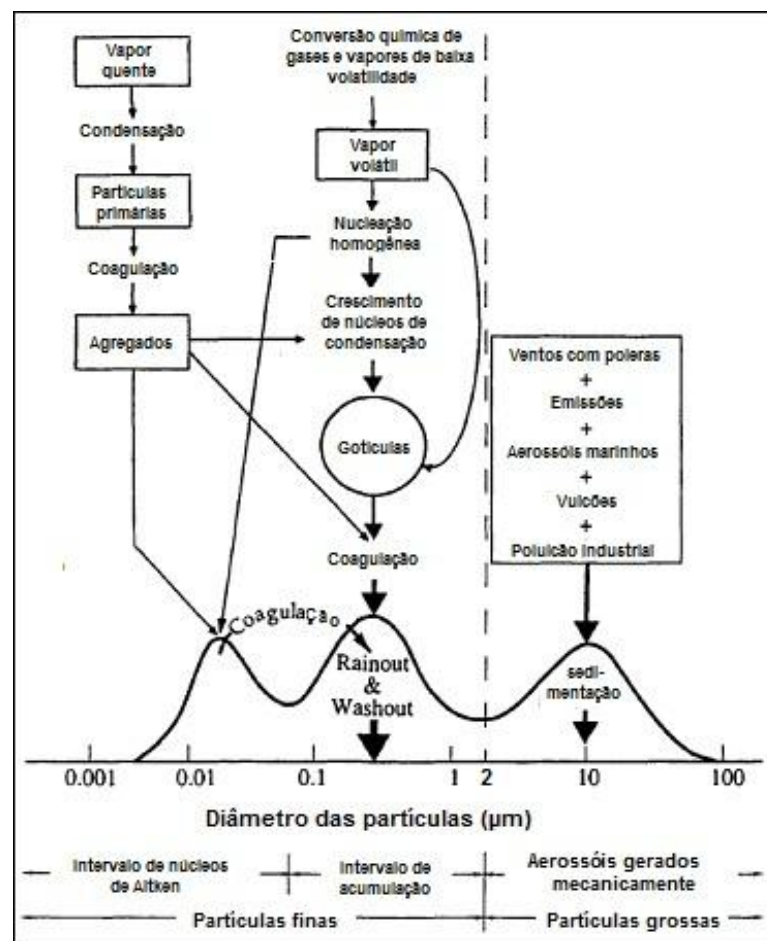 Vapor
quente
Condensação
Partículas
primárias
Coagulação
Agregados
Conversão química de
gases e vapores de baixa
volatilidade
Vapor
volátil
Nucleação
homogênea
Crescimento
de núcleos de
condensação
Gotículas
Coagulação
Ventos com poleras
+
Emissões
+
Aerossóis marinhos
+
Vulcões
+
Poluicão industrial
Coagulação
Rainout
&
Washout
sedi-
mentação
0.001 0.01 0.1 1 2 10 100
Diâmetro das partículas (µm)
Intervalo de núcleos
de Aitken
Intervalo de
acumulação
Aerossóis gerados
mecanicamente
Partículas finas
Partículas grossas